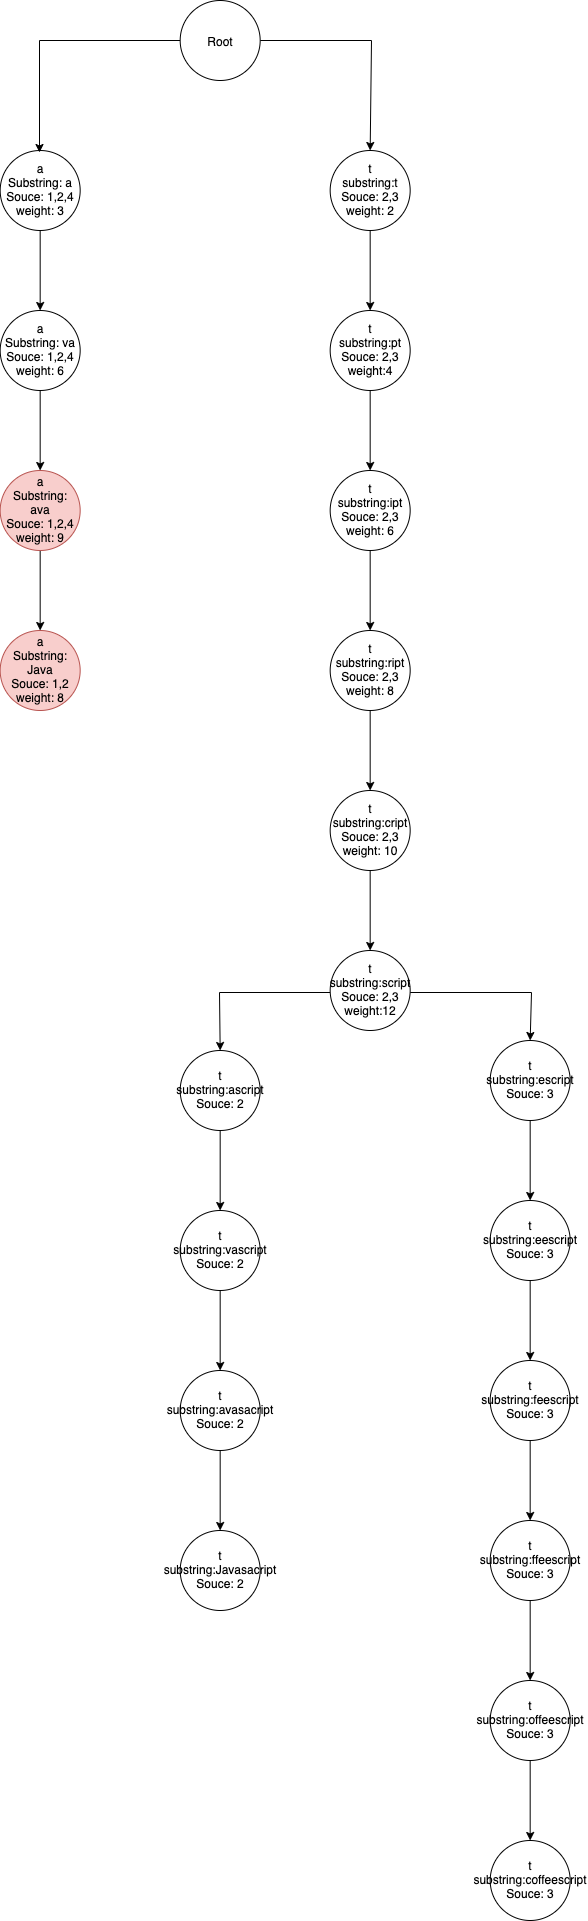 Root
a
Substring: a
Souce: 1,2,4
weight: 3
t
substring:t
Souce: 2,3
weight: 2
a
Substring: va
Souce: 1,2,4
weight: 6
t
substring:pt
Souce: 2,3
weight:4
a
Substring:
ava
Souce: 1,2,4
weight: 9
t
substring:ipt
Souce: 2,3
weight: 6
a
Substring:
Java
Souce: 1,2
weight: 8
t
substring:ript
Souce: 2,3
weight: 8
t
substring:cript
Souce: 2,3
weight: 10
t
substring:script
Souce: 2,3
weight:12
t
substring:ascript
Souce: 2
t
substring:escript
Souce: 3
t
substring:vascript
Souce: 2
t
substring:eescript
Souce: 3
t
substring:avasacript
Souce: 2
t
substring:feescript
Souce: 3
t
substring:Javasacript
Souce: 2
t
substring:ffeescript
Souce: 3
t
substring:offeescript
Souce: 3
t
substring:coffeescript
Souce: 3